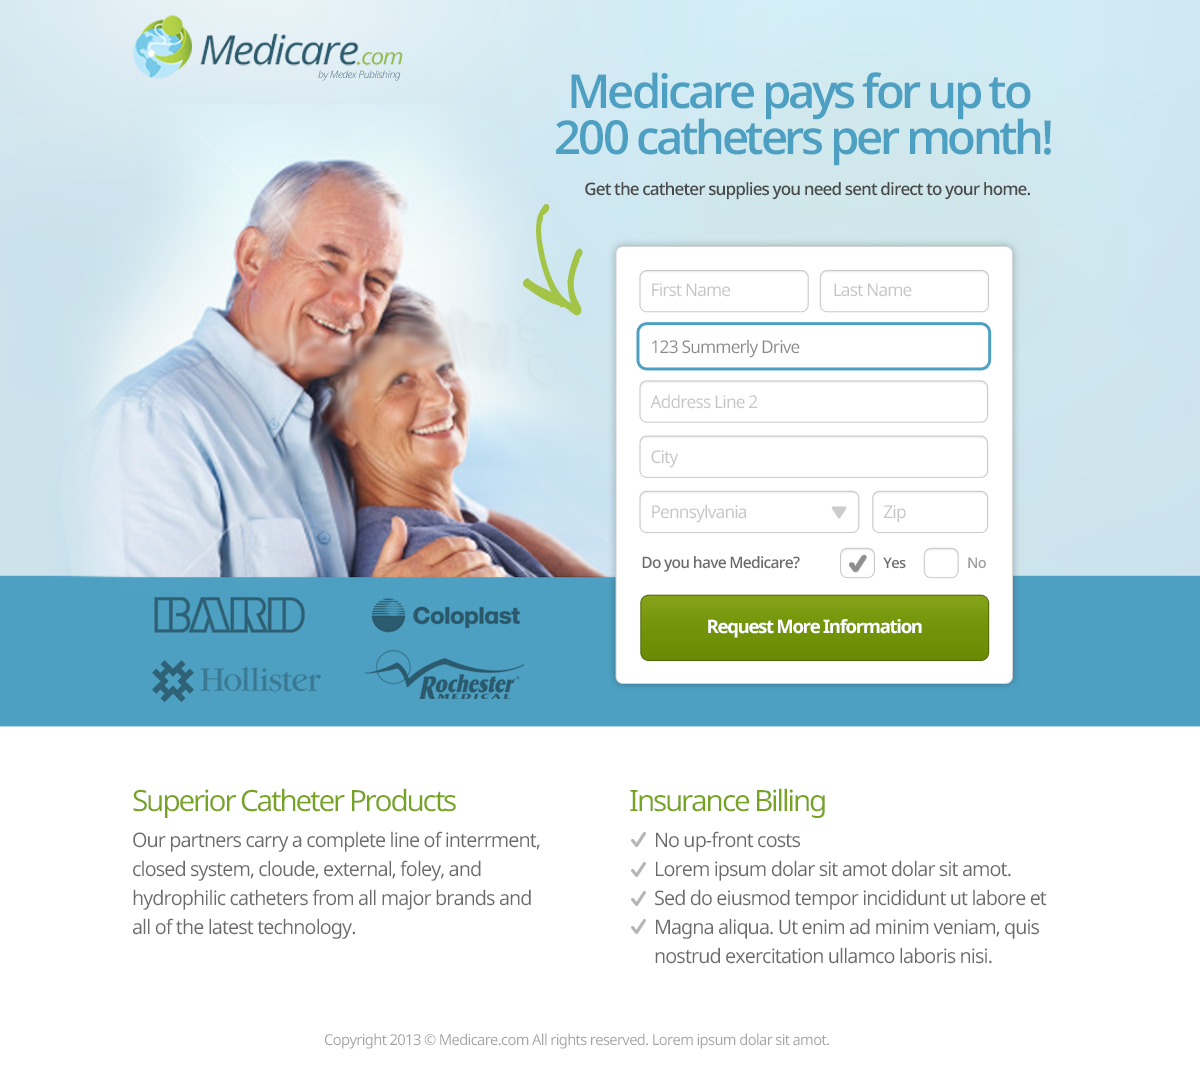 Medicare.com
by Medex Publishing
Medicare pays for up to
200 catheters per month!
Get the catheter supplies you need sent direct to your home.
First Name
Last Name
123 Summerly Drive
Address Line 2
City
Pennsylvania
Zip
Do you have Medicare?
Yes
No
Request More Information
BARD
Coloplast
Hollister
Rochester
MEDICAL
Superior Catheter Products
Our partners carry a complete line of interrment,
closed system, cloude, external, foley, and
hydrophilic catheters from all major brands and
all of the latest technology.
Insurance Billing
No up-front costs
Lorem ipsum dolar sit amot dolar sit amot.
Sed do eiusmod tempor incididunt ut labore et
Magna aliqua. Ut enim ad minim veniam, quis
nostrud exercitation ullamco laboris nisi.
Copyright 2013 © Medicare.com All rights reserved. Lorem ipsum dolar sit amot.